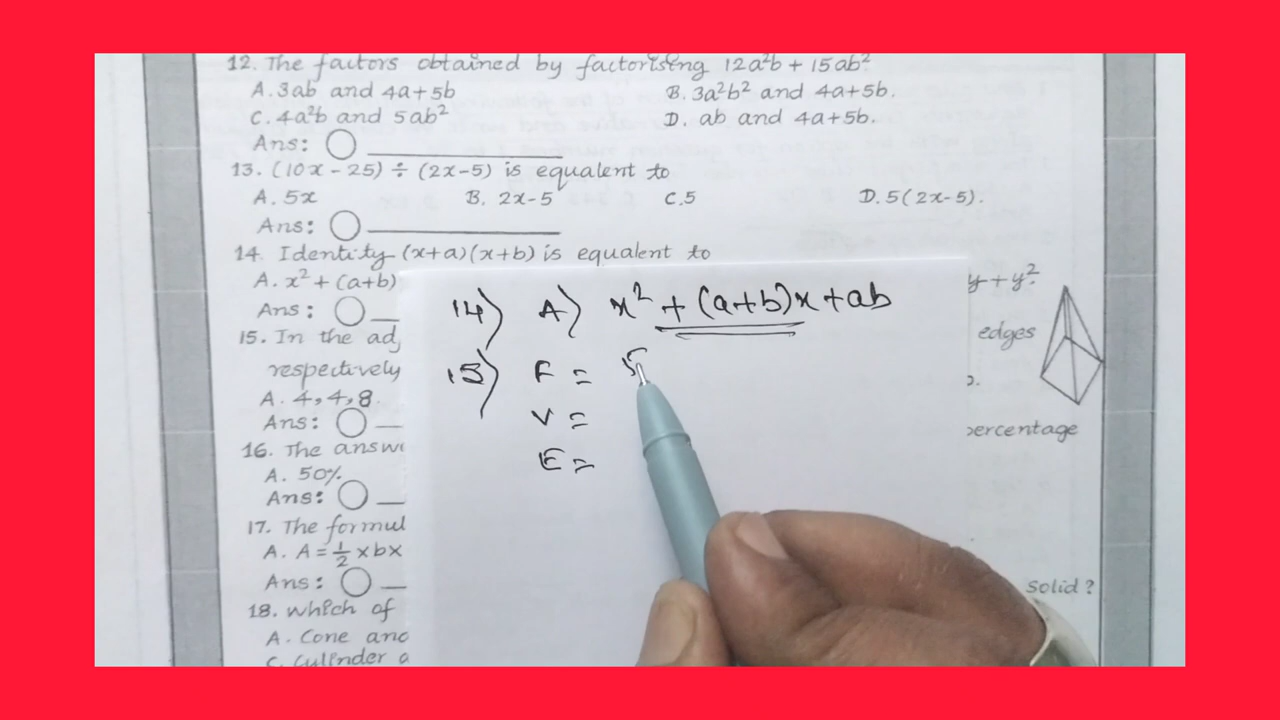 12. The factors obtained by factorising 12a²b + 15ab²
A. 3ab and 4a+5b B. 3a²b² and 4a+5b.
C. 4a²b and 5ab² D. ab and 4a+5b.
Ans:
13. (10x - 25) ÷ (2x-5) is equalent to
A. 5x B. 2x-5 C. 5 D. 5(2x-5).
Ans:
14. Identity (x+a)(x+b) is equalent to
A. x² + (a+b) y + y².
Ans:
15. In the adj edges
respectively
A. 4,4,8.
Ans:
16. The answe percentage
A. 50%.
Ans:
17. The formul
A. A = 1/2 × b×
Ans: solid?
18. which of
A. Cone and
C. Cylinder a
14) A) x² + (a+b)x + ab
15) F = 5
V =
E =